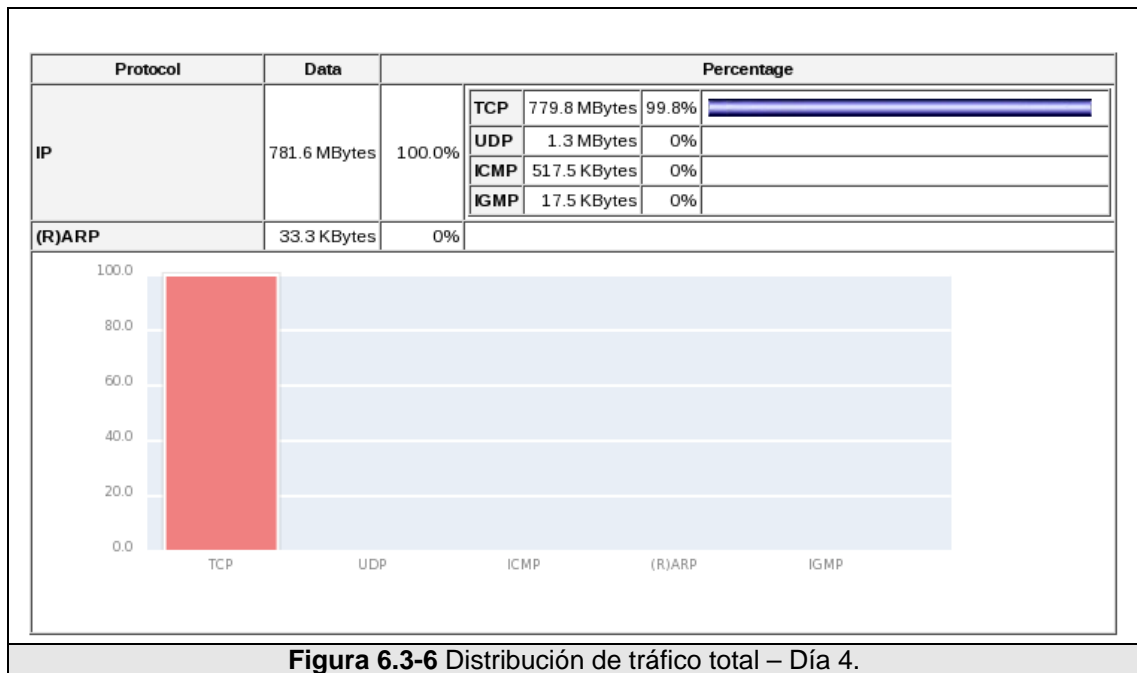 Protocol Data Percentage
IP 781.6 MBytes 100.0%
TCP 779.8 MBytes 99.8%
UDP 1.3 MBytes 0%
ICMP 517.5 KBytes 0%
IGMP 17.5 KBytes 0%
(R)ARP 33.3 KBytes 0%
100.0
80.0
60.0
40.0
20.0
0.0
TCP UDP ICMP (R)ARP IGMP
Figura 6.3-6 Distribución de tráfico total – Día 4.